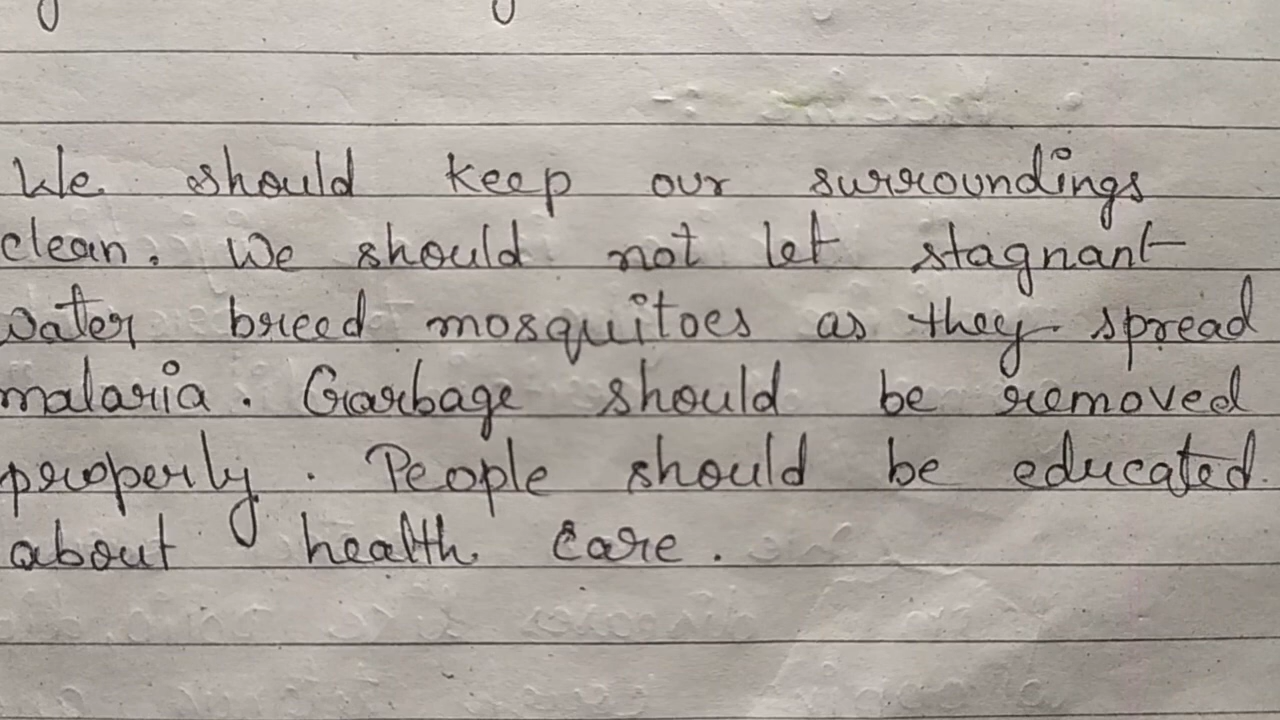 We should keep our surroundings
clean. We should not let stagnant
water breed mosquitoes as they spread
malaria. Garbage should be removed
properly. People should be educated
about health care.